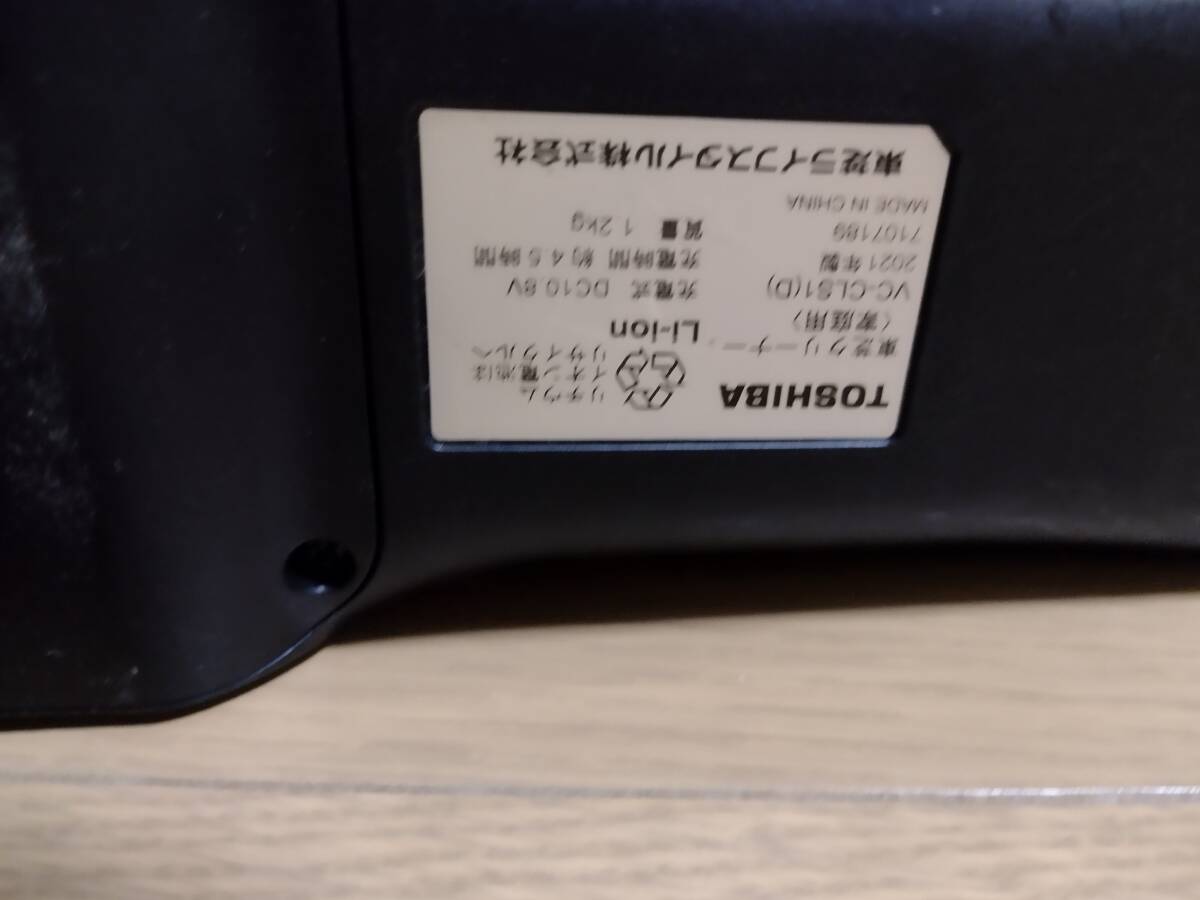 TOSHIBA
東芝クリーナー
〈家庭用〉
VC-CLS1(D)
2021年製
7107189
MADE IN CHINA
リチウム
イオン電池は
リサイクルへ
Li-ion
充電式 DC10.8V
充電時間 約4.5時間
質量 1.2kg
東芝ライフスタイル株式会社